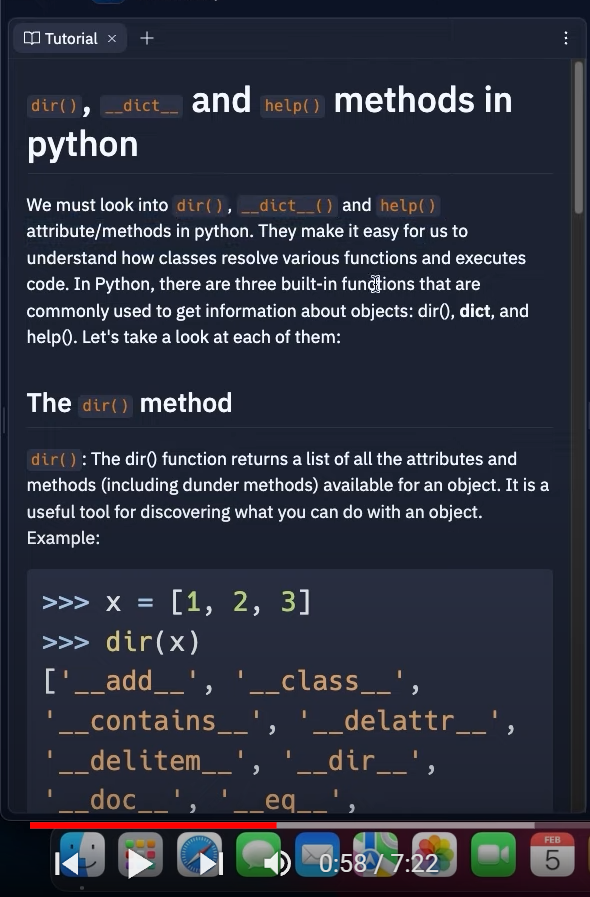 Tutorial
dir(), __dict__ and help() methods in
python
We must look into dir(), __dict__() and help()
attribute/methods in python. They make it easy for us to
understand how classes resolve various functions and executes
code. In Python, there are three built-in functions that are
commonly used to get information about objects: dir(), dict, and
help(). Let's take a look at each of them:
The dir() method
dir(): The dir() function returns a list of all the attributes and
methods (including dunder methods) available for an object. It is a
useful tool for discovering what you can do with an object.
Example:
>>> x = [1, 2, 3]
>>> dir(x)
['__add__', '__class__',
'__contains__', '__delattr__',
'__delitem__', '__dir__',
'__doc__', '__eq__',
FEB
5
0:58 / 7:22